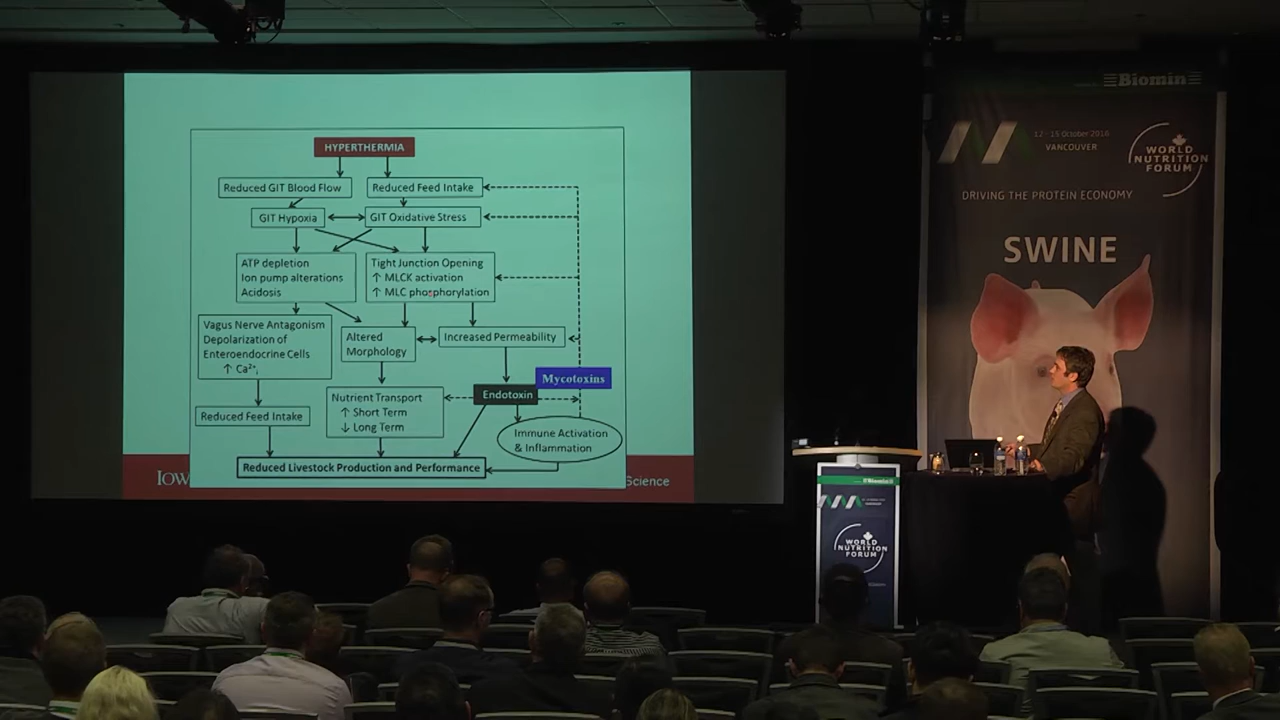 HYPERTHERMIA
Reduced GIT Blow Flow
Reduced Feed Intake
GIT Hypoxia
GIT Oxidative Stress
ATP depletion
Ion pump alterations
Acidosis
Tight Junction Opening
↑ MLCK activation
↑ MLC phosphorylation
Vagus Nerve Antagonism
Depolarization of
Enteroendocrine Cells
↑ Ca²⁺ᵢ
Altered
Morphology
Increased Permeability
Mycotoxins
Endotoxin
Nutrient Transport
↑ Short Term
↓ Long Term
Reduced Feed Intake
Immune Activation
& Inflammation
Reduced Livestock Production and Performance
Iow
Science
Biomin
12 - 15 October 2016
VANCOUVER
WORLD
NUTRITION
FORUM
DRIVING THE PROTEIN ECONOMY
SWINE
Biomin
WORLD
NUTRITION
FORUM